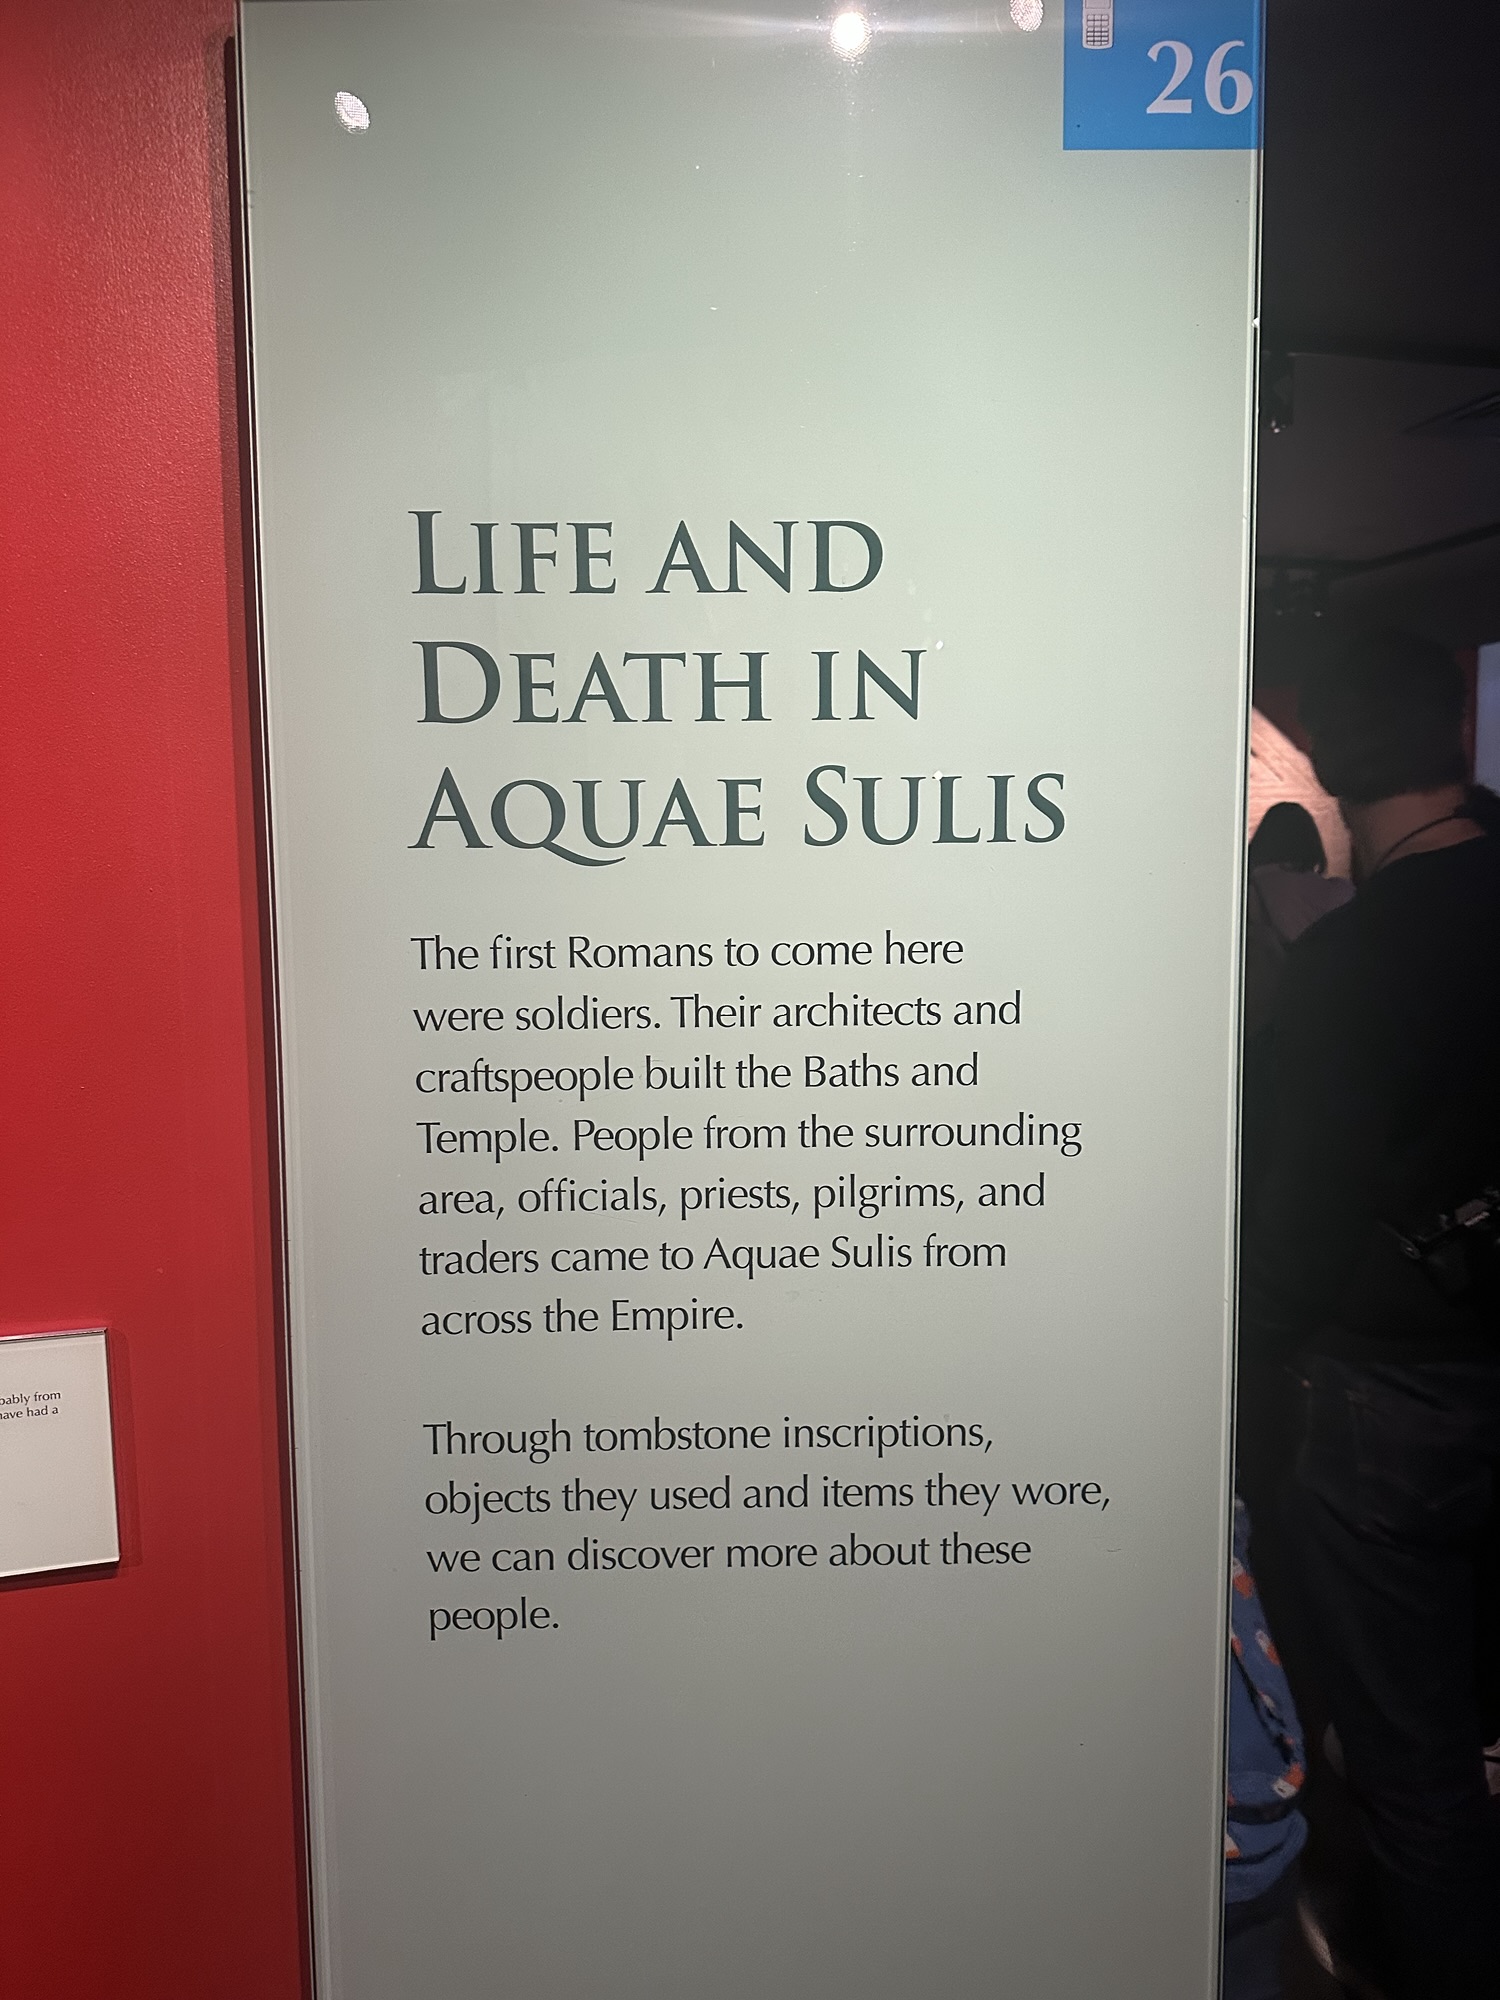 26
LIFE AND
DEATH IN
AQUAE SULIS
The first Romans to come here
were soldiers. Their architects and
craftspeople built the Baths and
Temple. People from the surrounding
area, officials, priests, pilgrims, and
traders came to Aquae Sulis from
across the Empire.
Through tombstone inscriptions,
objects they used and items they wore,
we can discover more about these
people.
from
had a